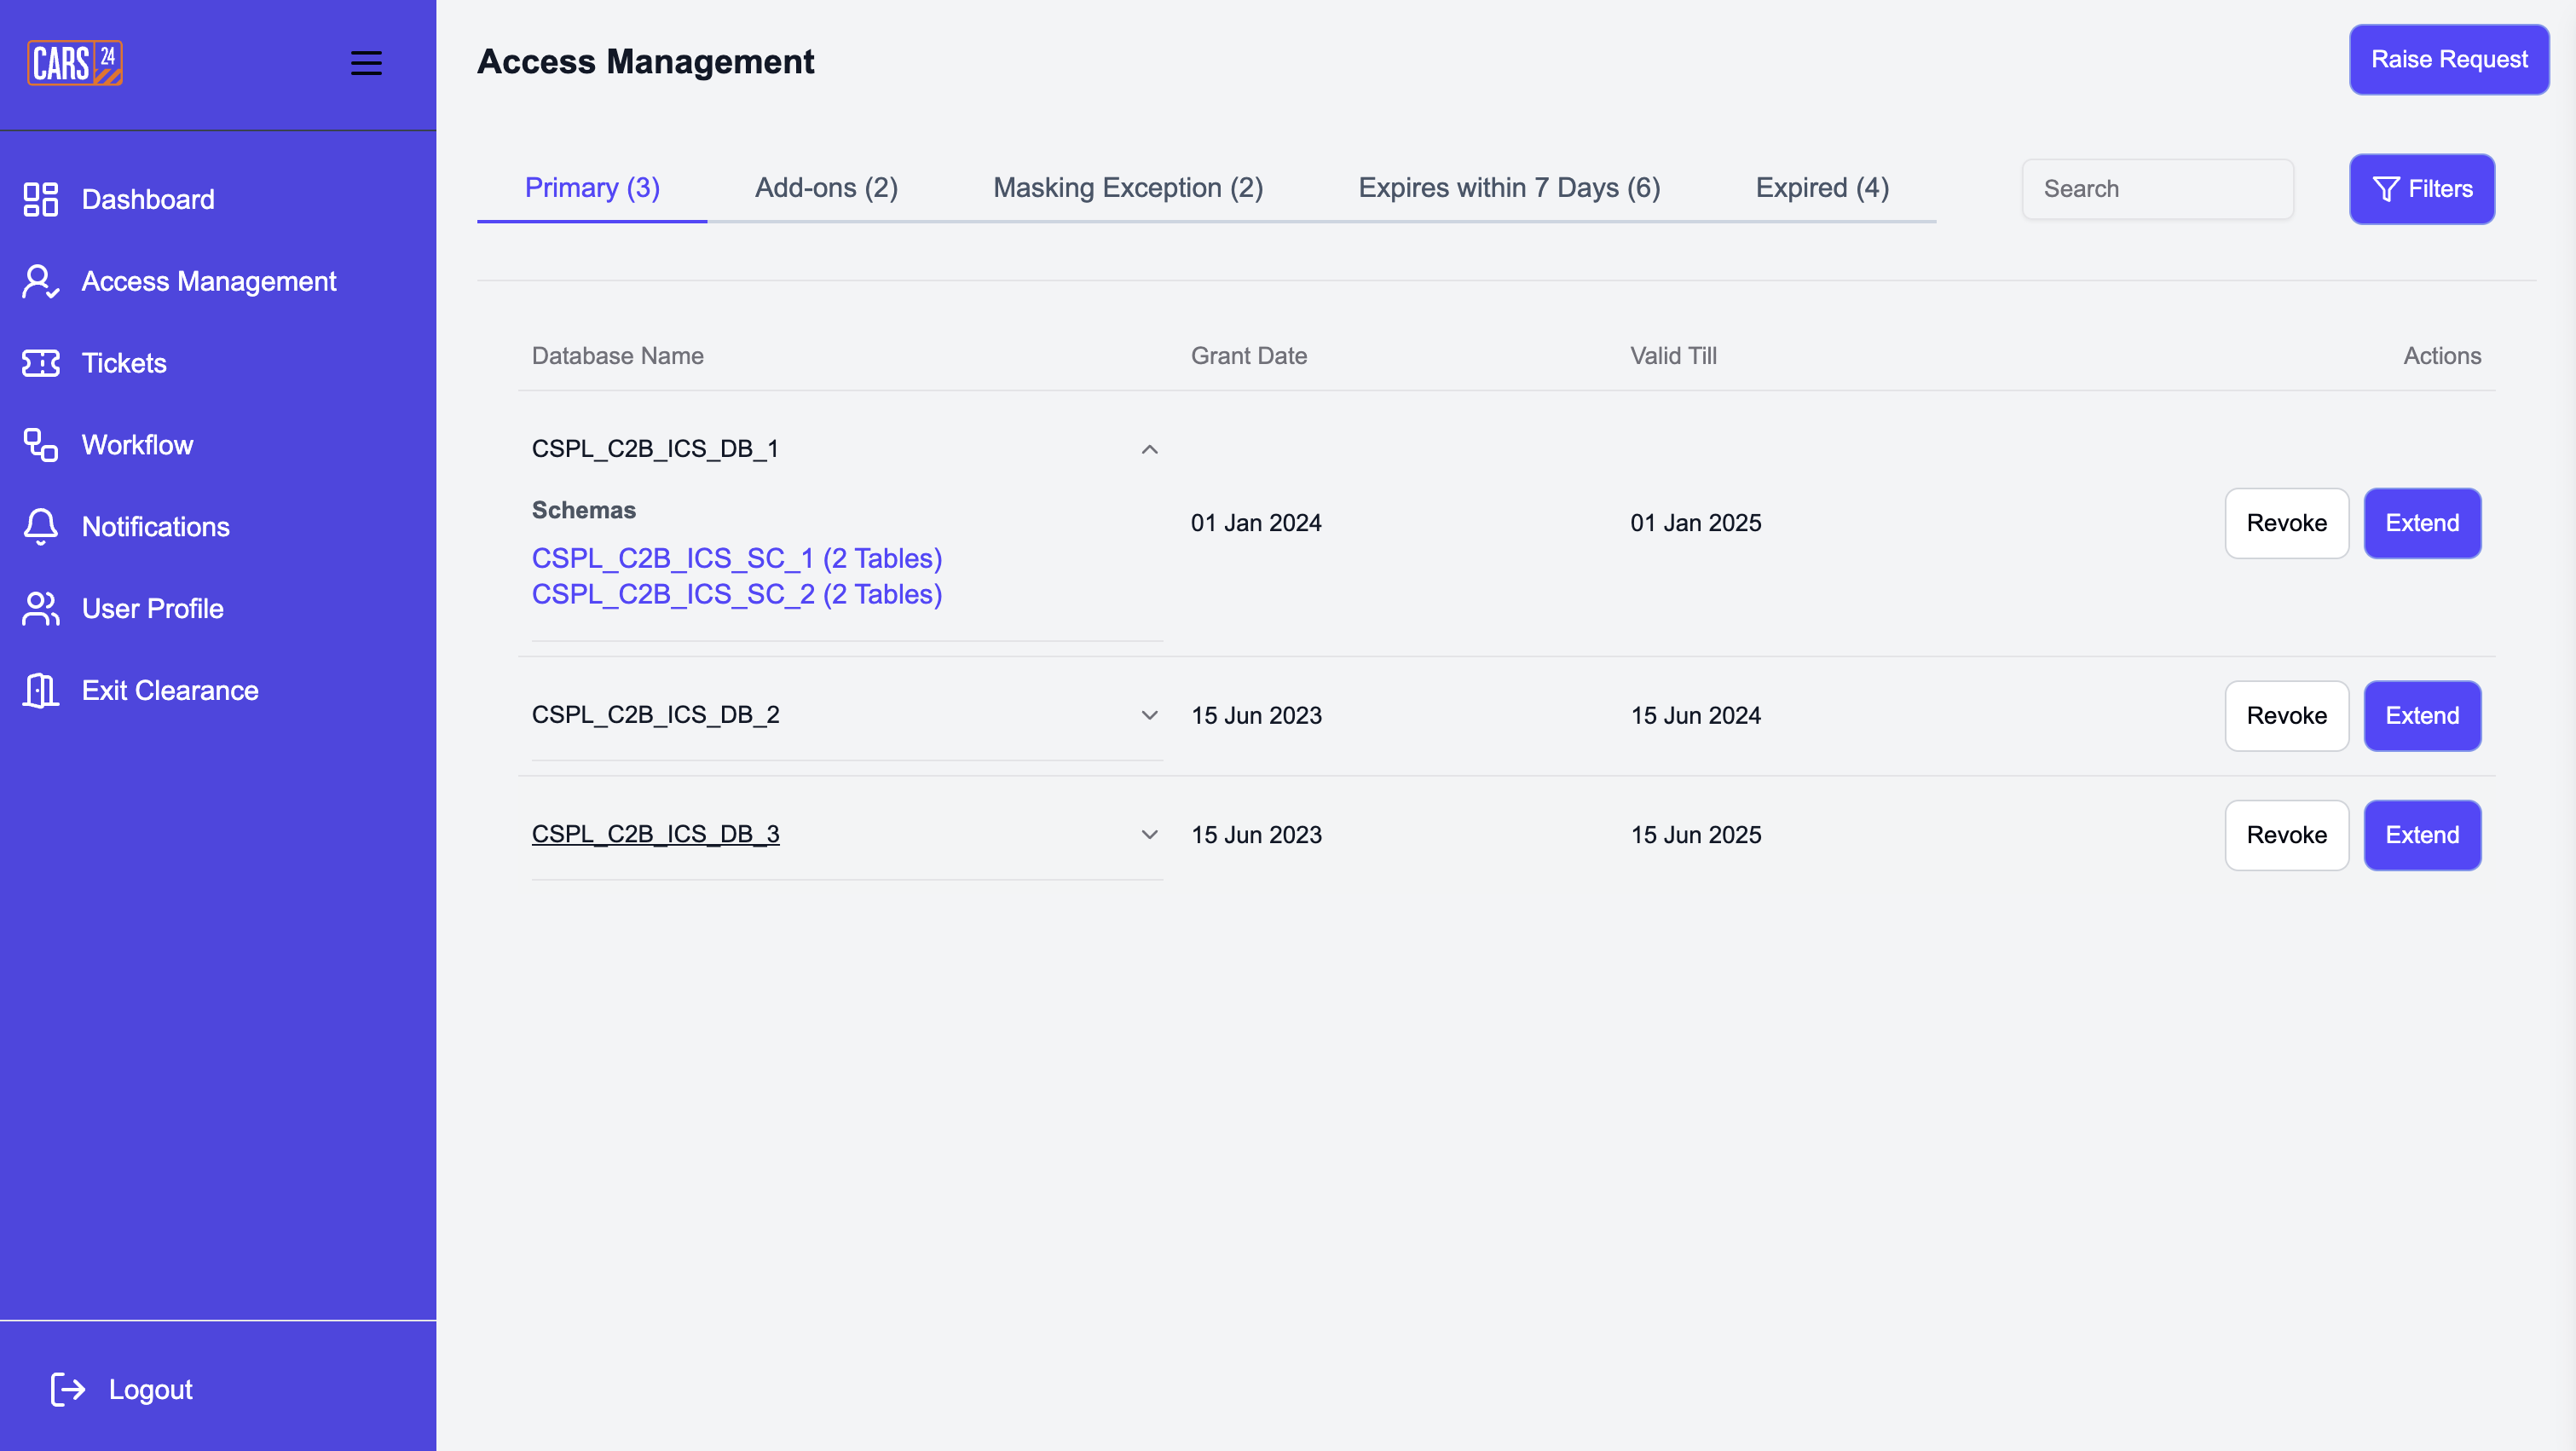 CARS 24
Dashboard
Access Management
Tickets
Workflow
Notifications
User Profile
Exit Clearance
Logout
Access Management
Raise Request
Primary (3) Add-ons (2) Masking Exception (2) Expires within 7 Days (6) Expired (4)
Search
Filters
Database Name Grant Date Valid Till Actions
CSPL_C2B_ICS_DB_1
Schemas
CSPL_C2B_ICS_SC_1 (2 Tables)
CSPL_C2B_ICS_SC_2 (2 Tables)
01 Jan 2024 01 Jan 2025 Revoke Extend
CSPL_C2B_ICS_DB_2 15 Jun 2023 15 Jun 2024 Revoke Extend
CSPL_C2B_ICS_DB_3 15 Jun 2023 15 Jun 2025 Revoke Extend